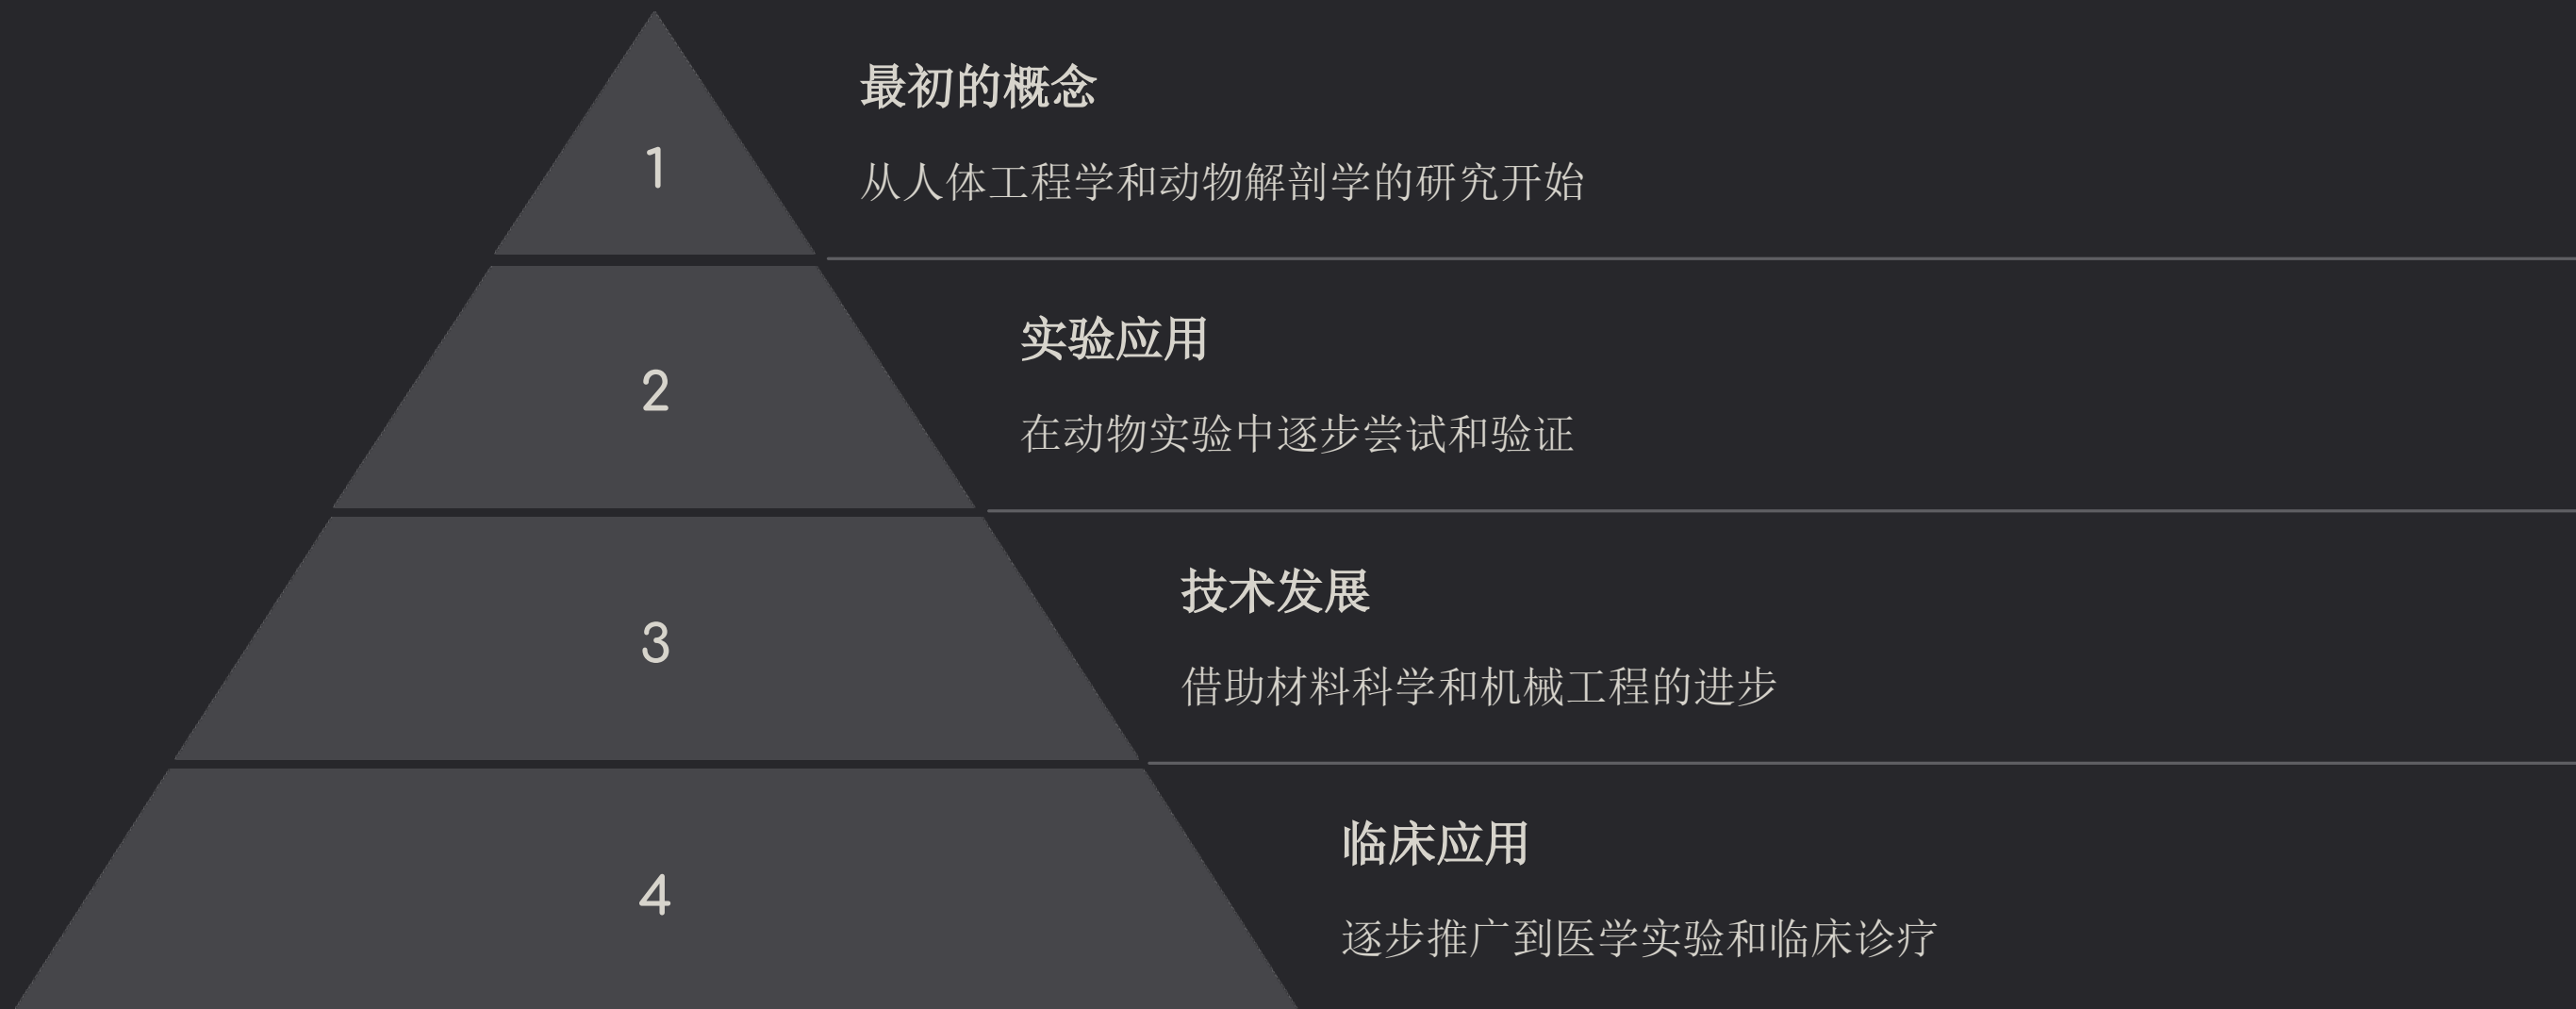 1
最初的概念
从人体工程学和动物解剖学的研究开始
2
实验应用
在动物实验中逐步尝试和验证
3
技术发展
借助材料科学和机械工程的进步
4
临床应用
逐步推广到医学实验和临床诊疗